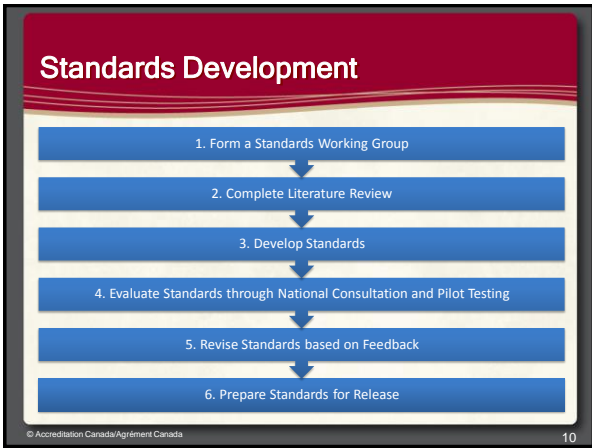 Standards Development
1. Form a Standards Working Group
2. Complete Literature Review
3. Develop Standards
4. Evaluate Standards through National Consultation and Pilot Testing
5. Revise Standards based on Feedback
6. Prepare Standards for Release
© Accreditation Canada/Agrément Canada
10